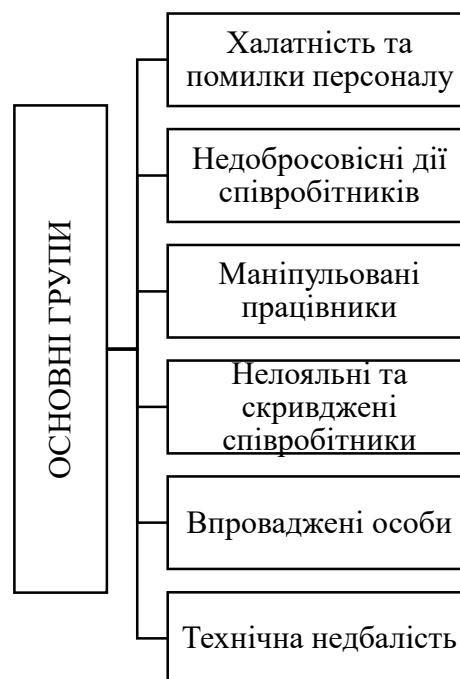 ОСНОВНІ ГРУПИ
Халатність та
помилки персоналу
Недобросовісні дії
співробітників
Маніпульовані
працівники
Нелояльні та
скривджені
співробітники
Впроваджені особи
Технічна недбалість